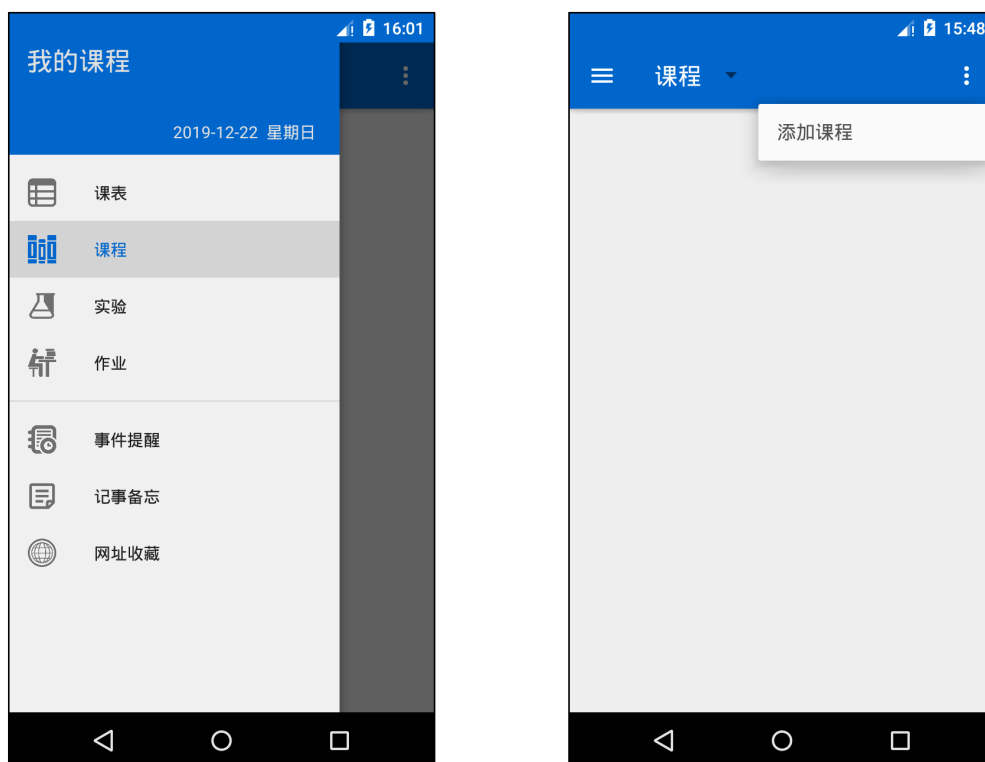 16:01
我的课程
2019-12-22 星期日
课表
课程
实验
作业
事件提醒
记事备忘
网址收藏
15:48
课程
添加课程